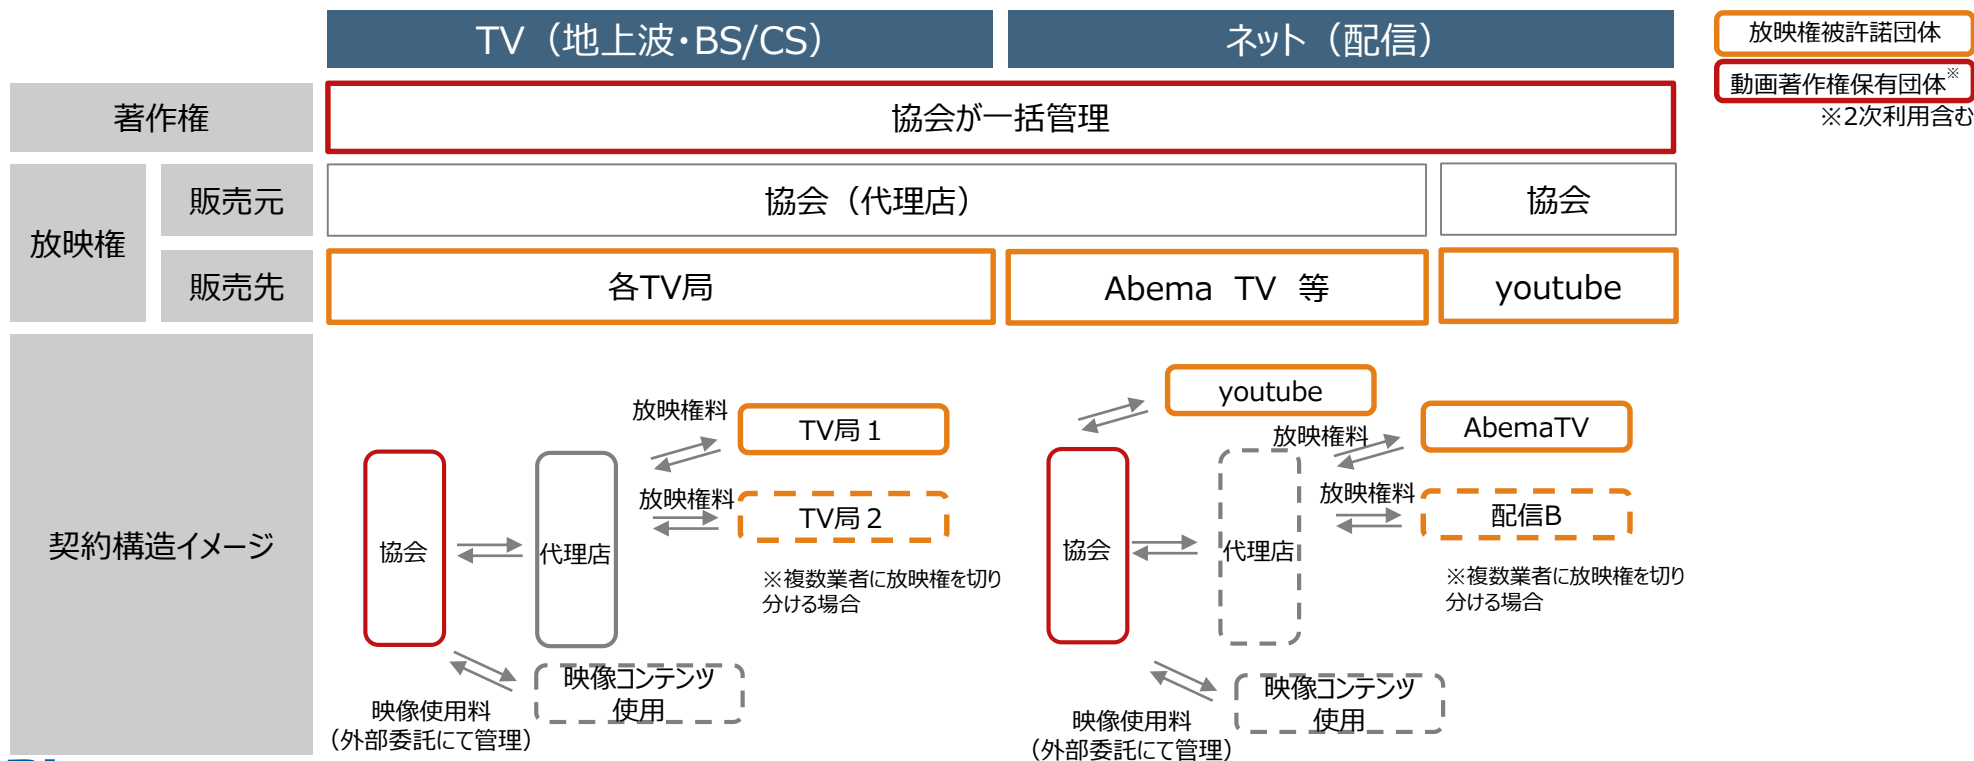 TV（地上波・BS/CS）
ネット（配信）
放映権被許諾団体
動画著作権保有団体※
※2次利用含む
著作権
協会が一括管理
放映権
販売元
協会（代理店）
協会
販売先
各TV局
Abema TV 等
youtube
契約構造イメージ
放映権料
TV局１
放映権料
TV局２
協会
代理店
※複数業者に放映権を切り
分ける場合
映像コンテンツ
使用
映像使用料
（外部委託にて管理）
youtube
放映権料
AbemaTV
放映権料
配信B
協会
代理店
※複数業者に放映権を切り
分ける場合
映像コンテンツ
使用
映像使用料
（外部委託にて管理）